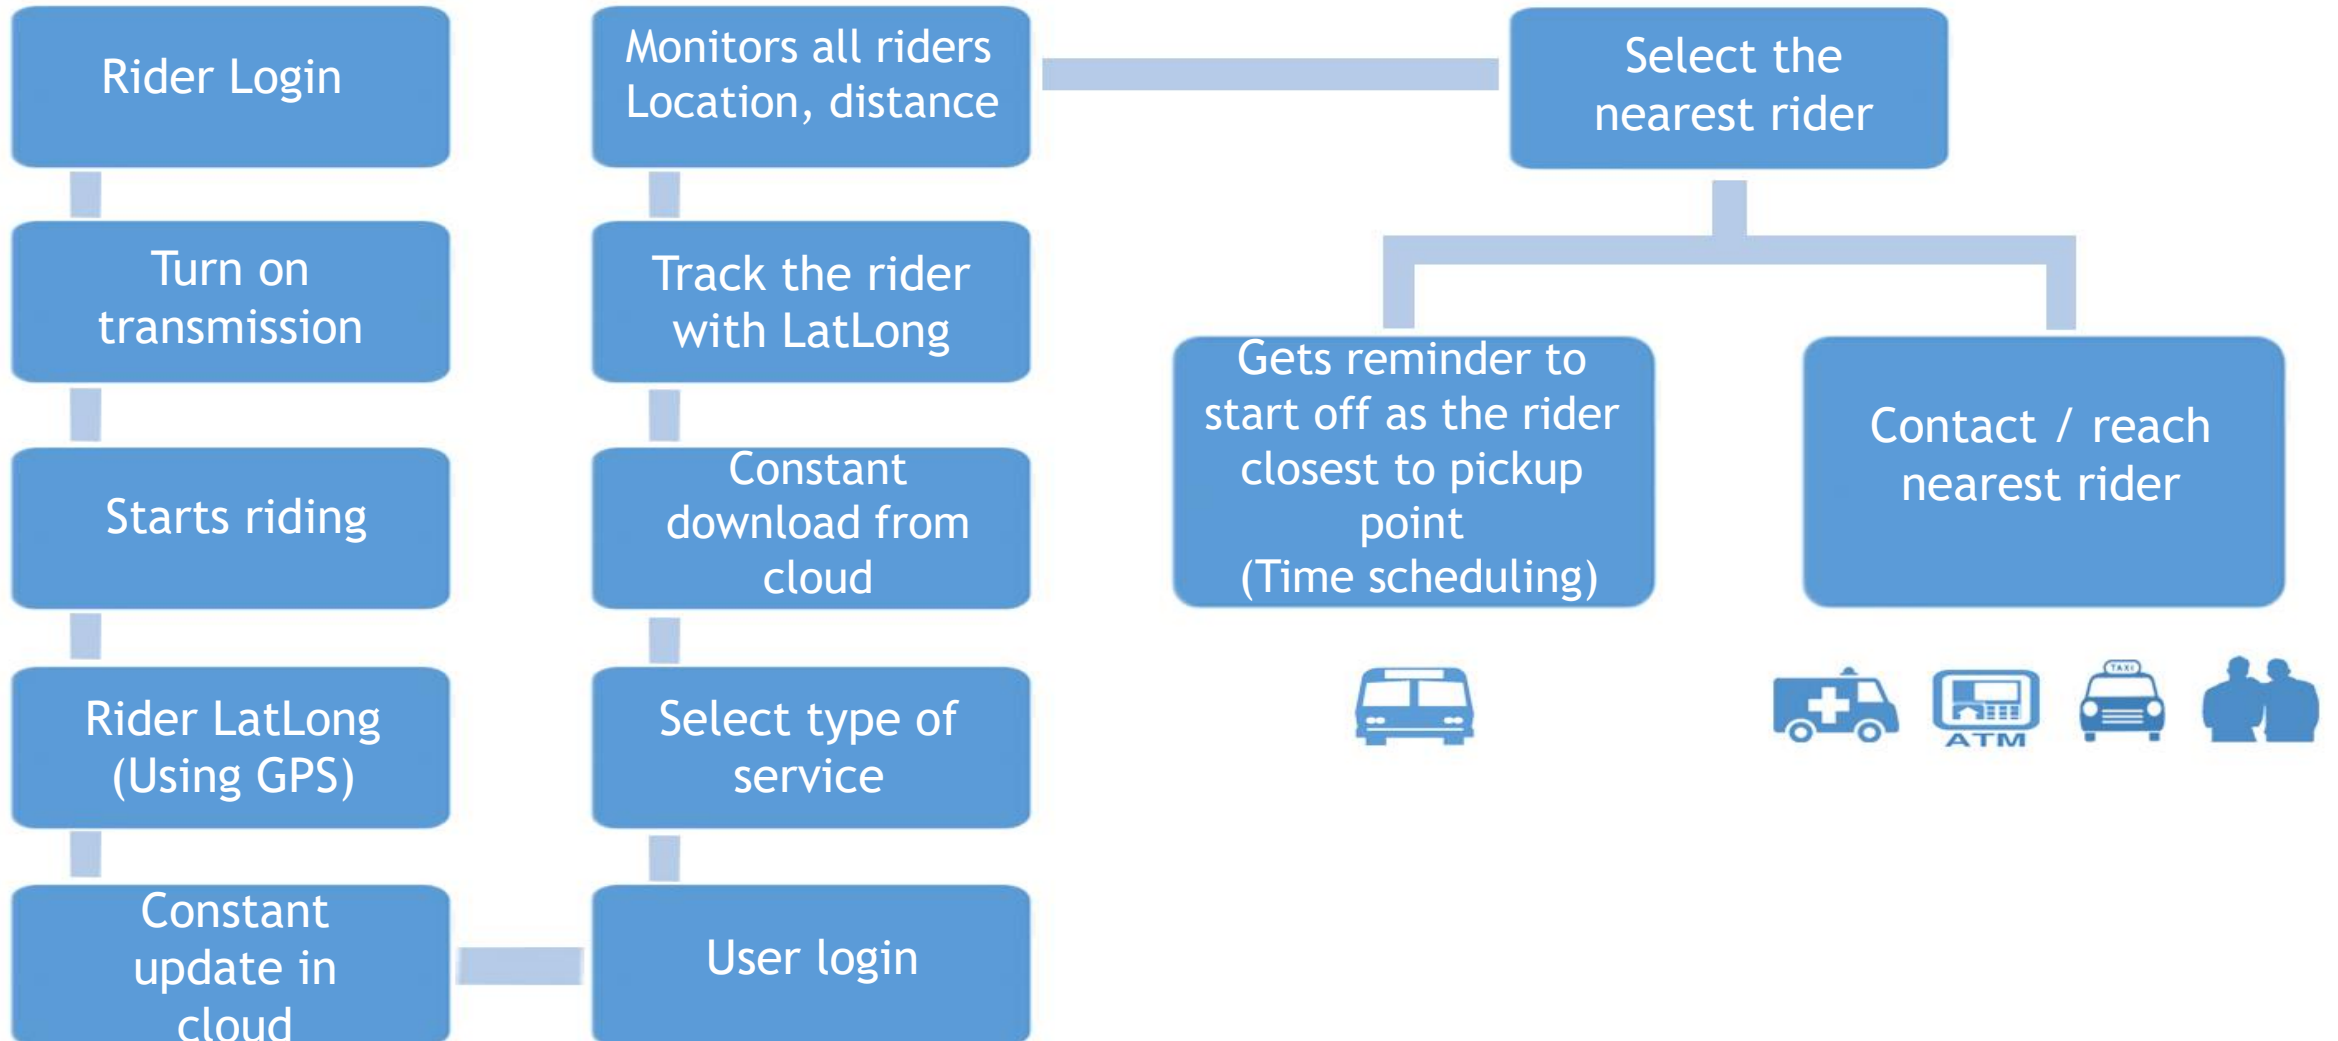 Rider Login
Turn on
transmission
Starts riding
Rider LatLong
(Using GPS)
Constant
update in
cloud
User login
Select type of
service
Constant
download from
cloud
Track the rider
with LatLong
Monitors all riders
Location, distance
Select the
nearest rider
Gets reminder to
start off as the rider
closest to pickup
point
(Time scheduling)
Contact / reach
nearest rider
ATM
TAXI